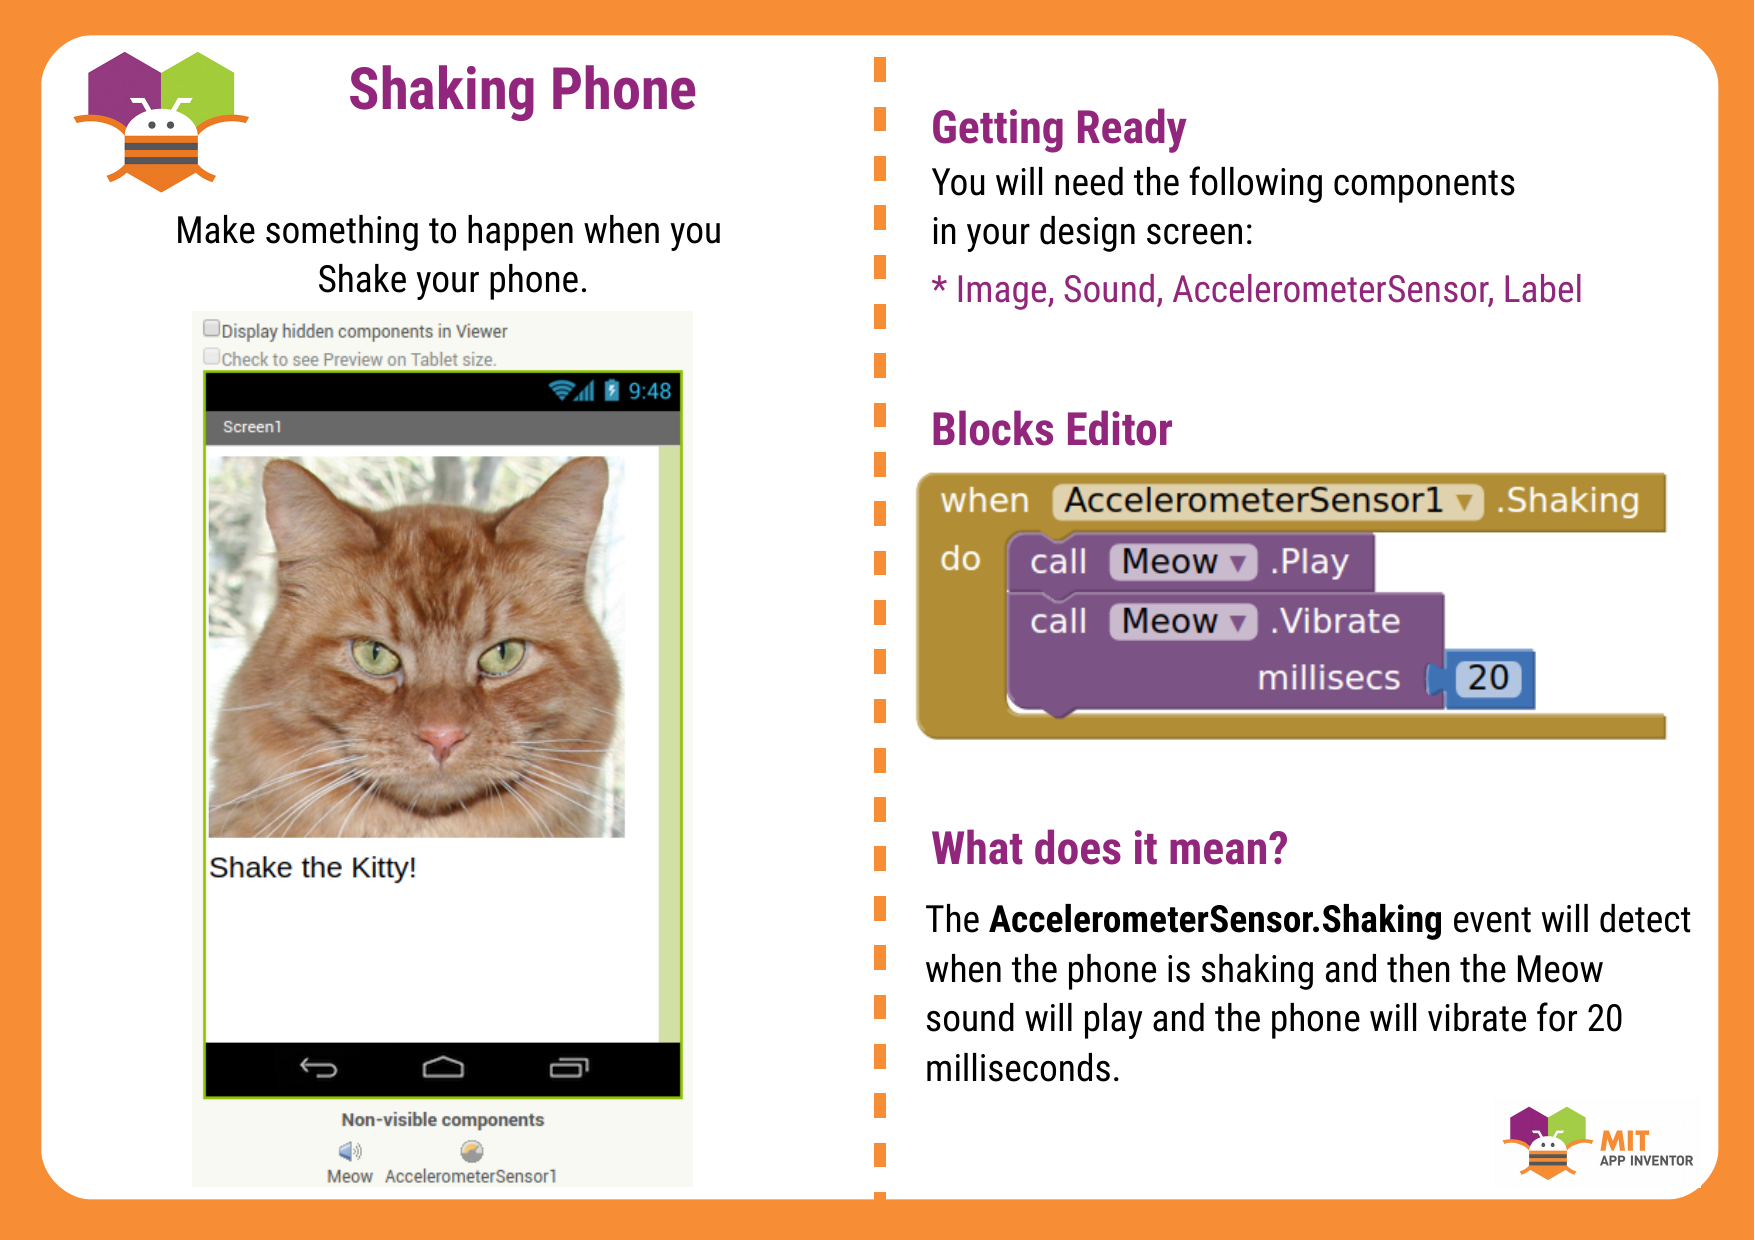 Shaking Phone
Make something to happen when you
Shake your phone.
Display hidden components in Viewer
Check to see Preview on Tablet size.
9:48
Screen1
Shake the Kitty!
Non-visible components
Meow AccelerometerSensor1
Getting Ready
You will need the following components
in your design screen:
* Image, Sound, AccelerometerSensor, Label
Blocks Editor
when AccelerometerSensor1 .Shaking
do call Meow .Play
call Meow .Vibrate
millisecs 20
What does it mean?
The AccelerometerSensor.Shaking event will detect
when the phone is shaking and then the Meow
sound will play and the phone will vibrate for 20
milliseconds.
MIT
APP INVENTOR